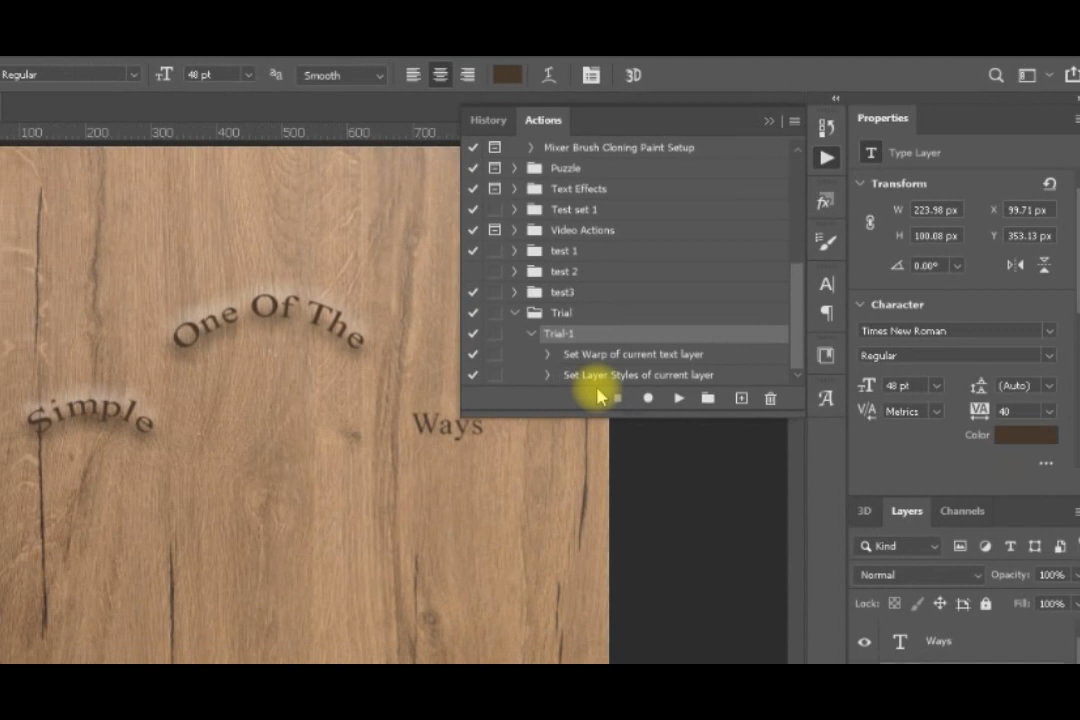 Regular 48 pt aa Smooth 3D
100 200 300 400 500 600 700
History Actions
Mixer Brush Cloning Paint Setup
Puzzle
Text Effects
Test set 1
Video Actions
test 1
test 2
test3
Trial
Trial-1
Set Warp of current text layer
Set Layer Styles of current layer
One Of The
Simple
Ways
Properties
Type Layer
Transform
W 223.98 px X 99.71 px
H 100.08 px Y 353.13 px
0.00°
Character
Times New Roman
Regular
48 pt (Auto)
Metrics 40
Color
3D Layers Channels
Kind
Normal Opacity: 100%
Lock: Fill: 100%
Ways